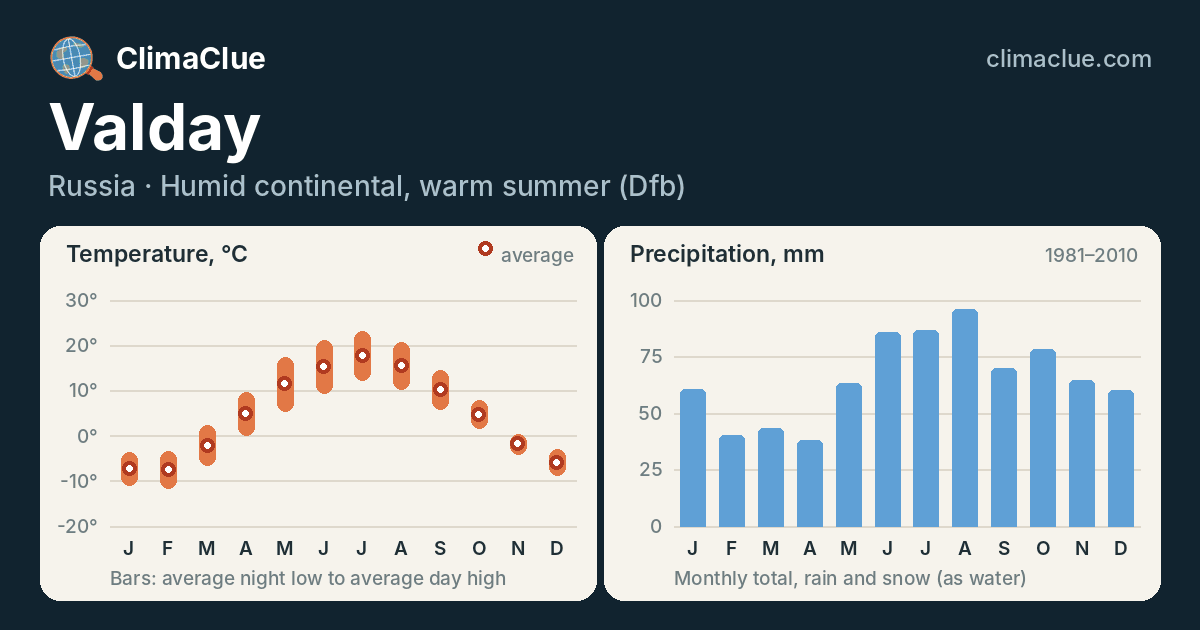 ClimaClue
climaclue.com
Valday
Russia · Humid continental, warm summer (Dfb)
Temperature, °C
average
30°
20°
10°
0°
-10°
-20°
J F M A M J J A S O N D
Bars: average night low to average day high
Precipitation, mm
1981–2010
100
75
50
25
0
J F M A M J J A S O N D
Monthly total, rain and snow (as water)